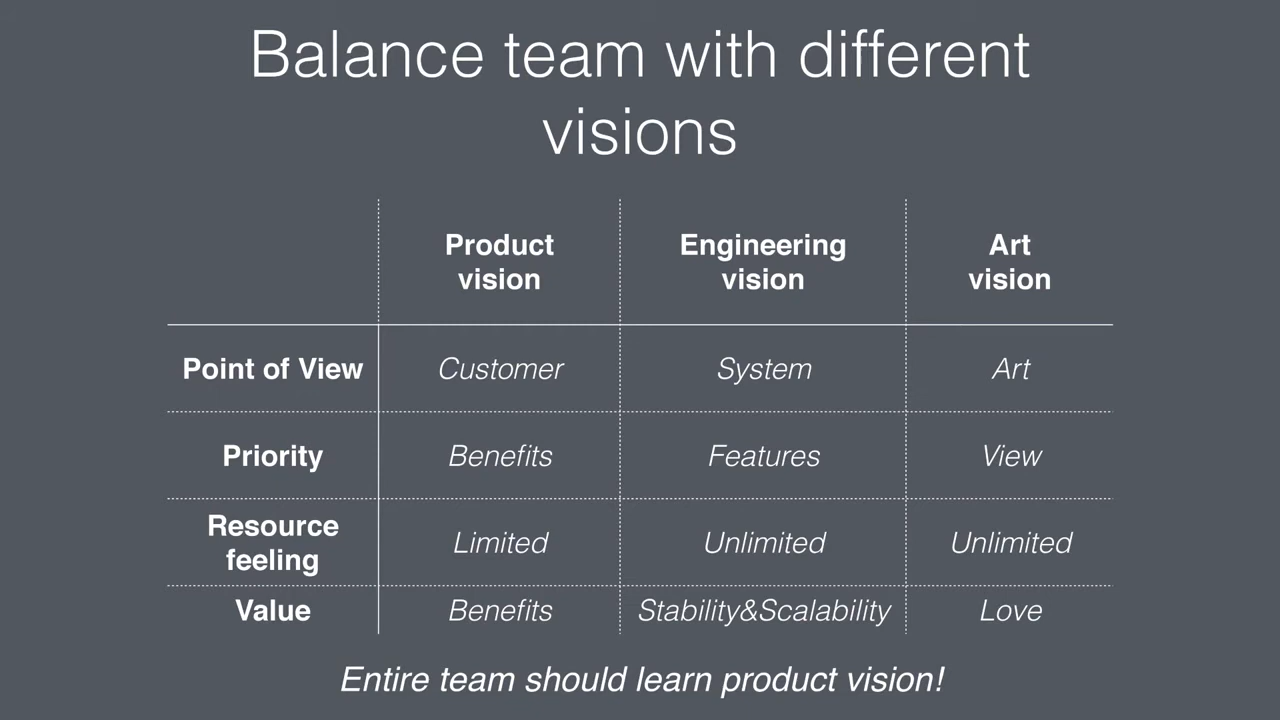 Balance team with different
visions
Product vision Engineering vision Art vision
Point of View Customer System Art
Priority Benefits Features View
Resource feeling Limited Unlimited Unlimited
Value Benefits Stability&Scalability Love
Entire team should learn product vision!